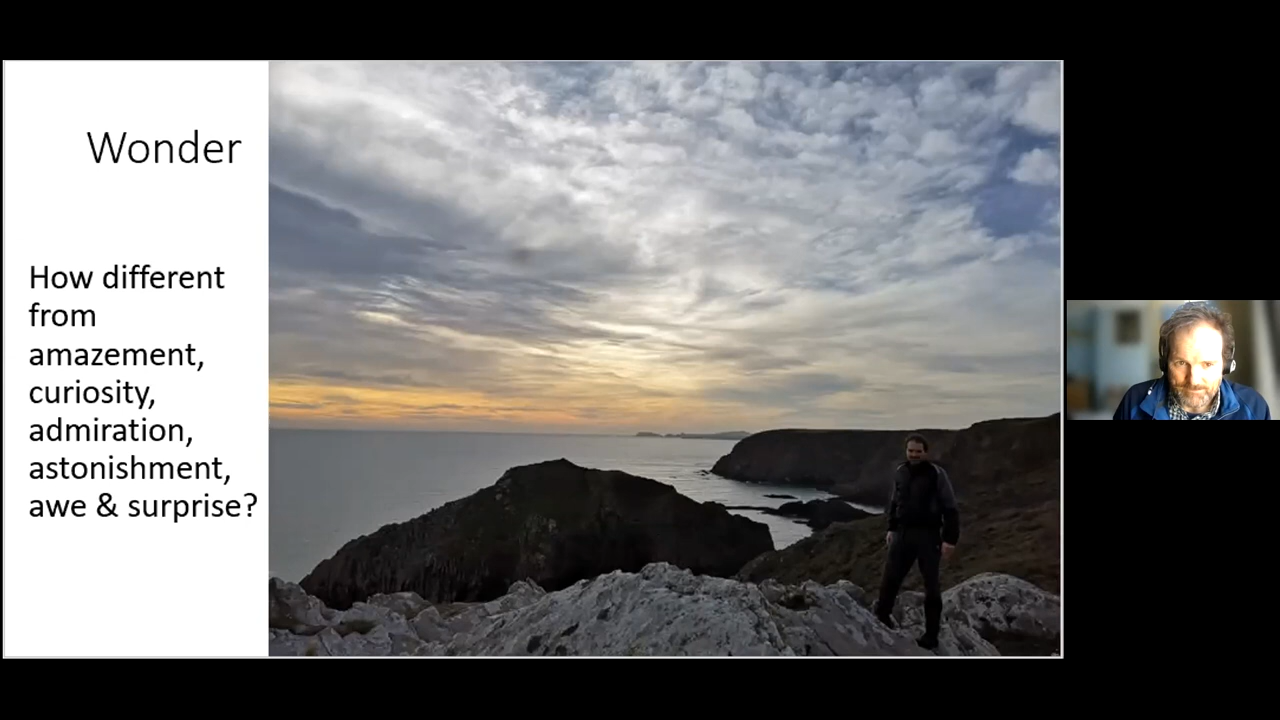 Wonder
How different
from
amazement,
curiosity,
admiration,
astonishment,
awe & surprise?